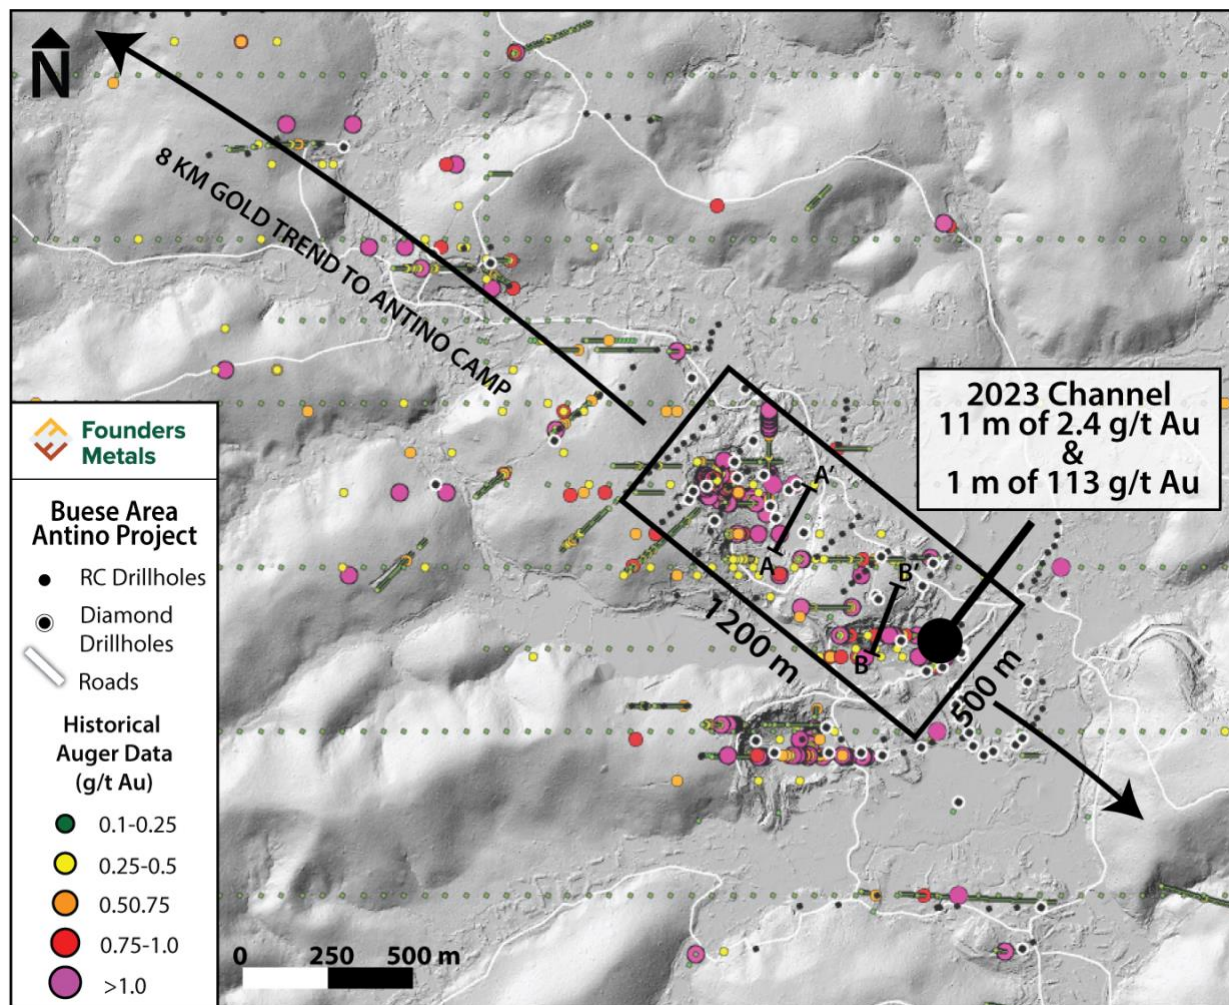 N
8 KM GOLD TREND TO ANTINO CAMP
2023 Channel
11 m of 2.4 g/t Au
&
1 m of 113 g/t Au
A'
A
B'
B
1200 m
500 m
Founders
Metals
Buese Area
Antino Project
RC Drillholes
Diamond
Drillholes
Roads
Historical
Auger Data
(g/t Au)
0.1-0.25
0.25-0.5
0.50.75
0.75-1.0
>1.0
0 250 500 m